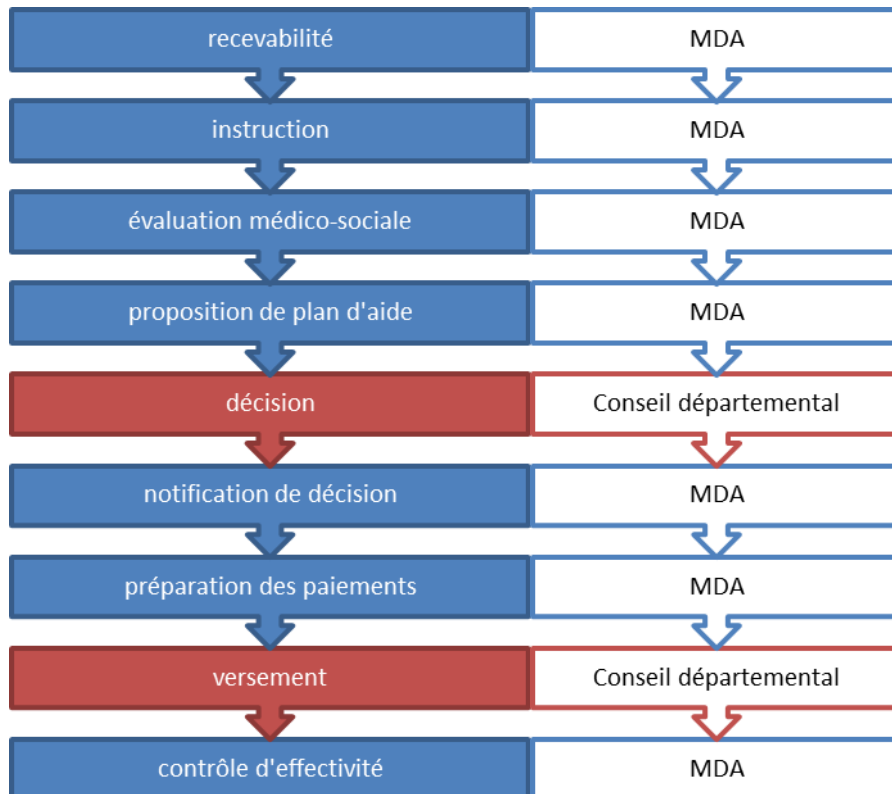 recevabilité MDA
instruction MDA
évaluation médico-sociale MDA
proposition de plan d'aide MDA
décision Conseil départemental
notification de décision MDA
préparation des paiements MDA
versement Conseil départemental
contrôle d'effectivité MDA